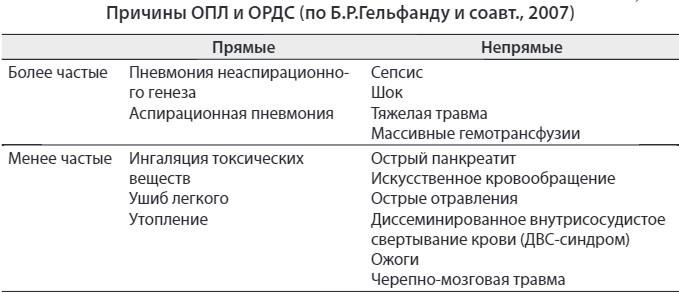 Причины ОПЛ и ОРДС (по Б.Р.Гельфанду и соавт., 2007)
Прямые Непрямые
Более частые Пневмония неаспирационно- Сепсис
го генеза Шок
Аспирационная пневмония Тяжелая травма
Массивные гемотрансфузии
Менее частые Ингаляция токсических Острый панкреатит
веществ Искусственное кровообращение
Ушиб легкого Острые отравления
Утопление Диссеминированное внутрисосудистое
свертывание крови (ДВС-синдром)
Ожоги
Черепно-мозговая травма